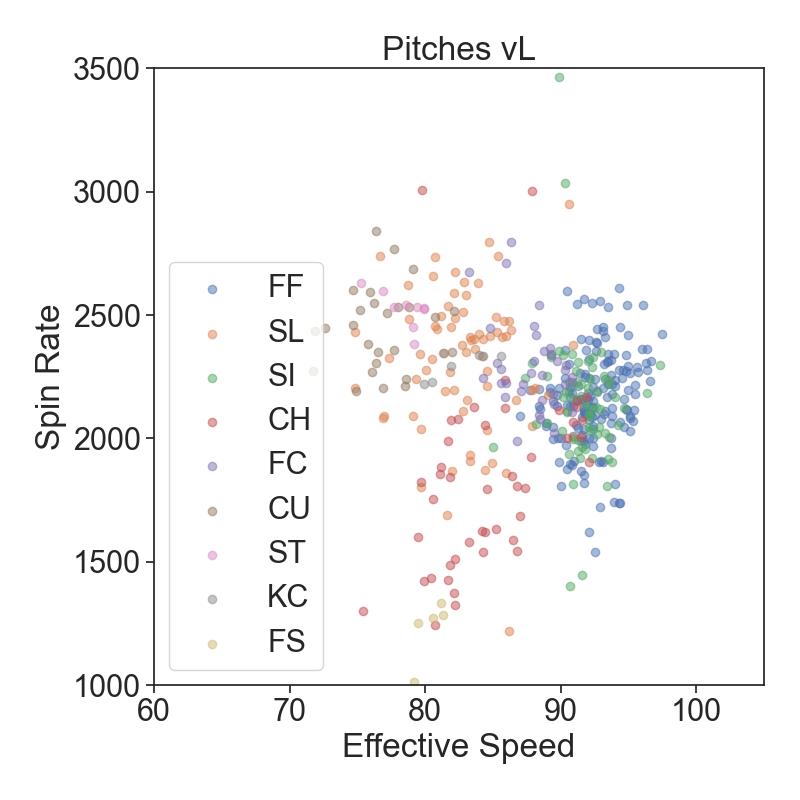 Pitches vL
3500
3000
2500
2000
1500
1000
Spin Rate
FF
SL
SI
CH
FC
CU
ST
KC
FS
60
70
80
90
100
Effective Speed